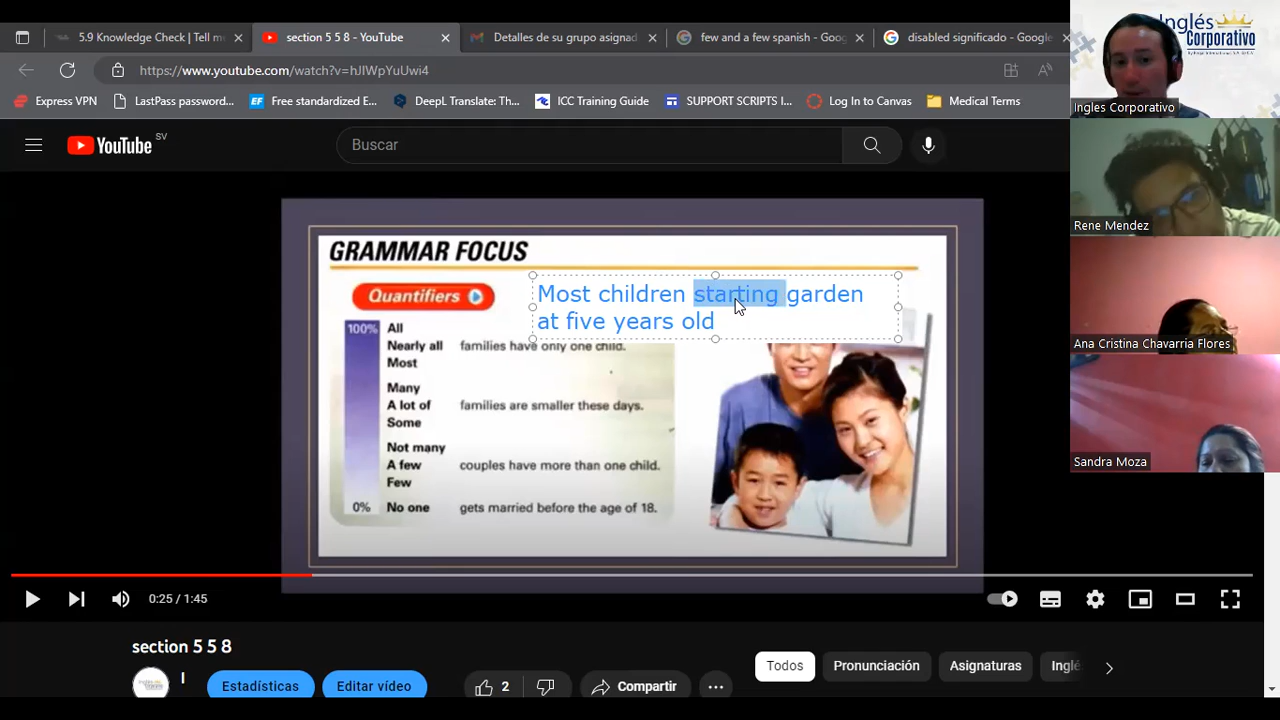 5.9 Knowledge Check | Tell m
section 5 5 8 - YouTube
Detalles de su grupo asignad
few and a few spanish - Goog
disabled significado - Google
https://www.youtube.com/watch?v=hJIWpYuUwi4
Express VPN
LastPass password...
EF Free standardized E...
DeepL Translate: Th...
ICC Training Guide
SUPPORT SCRIPTS I...
Log In to Canvas
Medical Terms
Inglés
Corporativo
Ingles Corporativo
YouTube SV
Buscar
Rene Mendez
Ana Cristina Chavarria Flores
Sandra Moza
GRAMMAR FOCUS
Quantifiers
Most children starting garden
at five years old
100% All
Nearly all families have only one child.
Most
Many
A lot of families are smaller these days.
Some
Not many
A few couples have more than one child.
Few
0% No one gets married before the age of 18.
0:25 / 1:45
section 5 5 8
Todos
Pronunciación
Asignaturas
Inglé
I
Estadísticas
Editar vídeo
2
Compartir